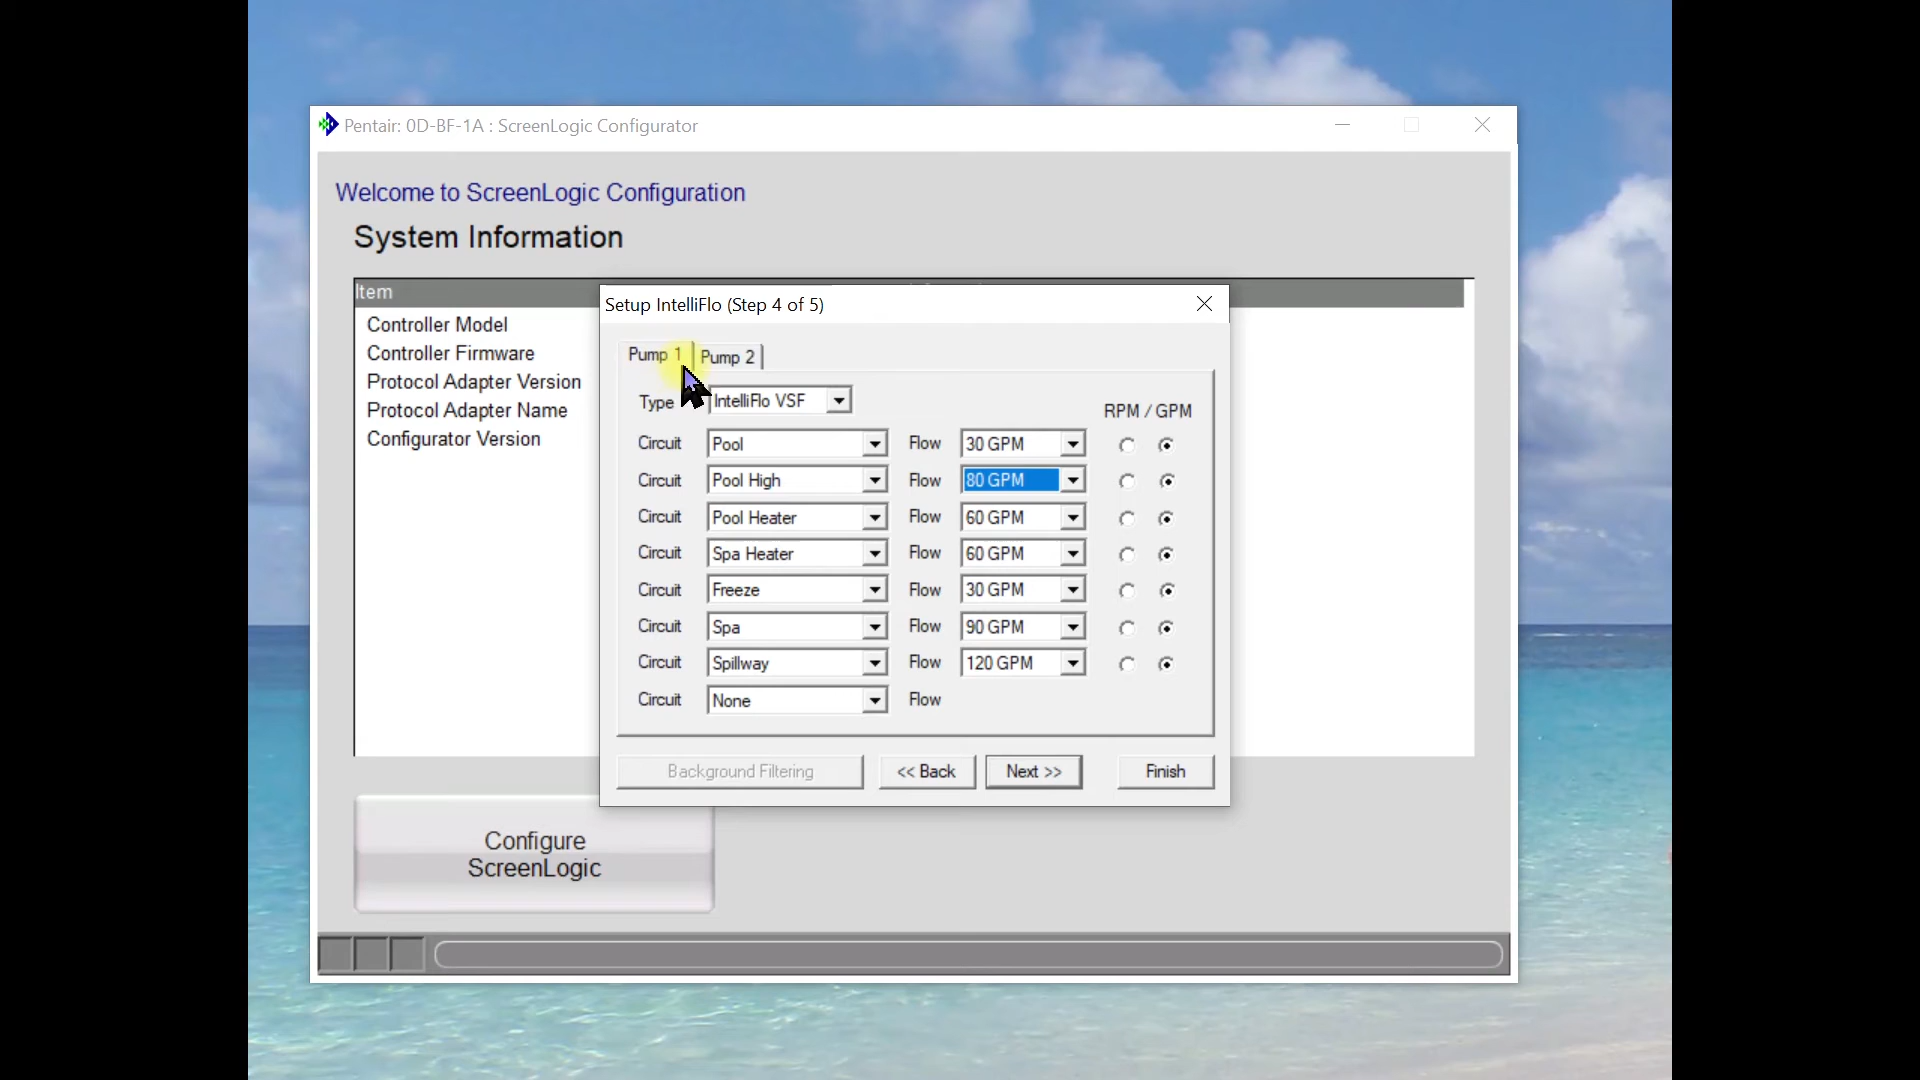 Pentair: 0D-BF-1A : ScreenLogic Configurator
Welcome to ScreenLogic Configuration
System Information
Item
Controller Model
Controller Firmware
Protocol Adapter Version
Protocol Adapter Name
Configurator Version
Setup IntelliFlo (Step 4 of 5)
Pump 1 Pump 2
Type IntelliFlo VSF
RPM / GPM
Circuit Pool Flow 30 GPM
Circuit Pool High Flow 80 GPM
Circuit Pool Heater Flow 60 GPM
Circuit Spa Heater Flow 60 GPM
Circuit Freeze Flow 30 GPM
Circuit Spa Flow 90 GPM
Circuit Spillway Flow 120 GPM
Circuit None Flow
Background Filtering << Back Next >> Finish
Configure
ScreenLogic